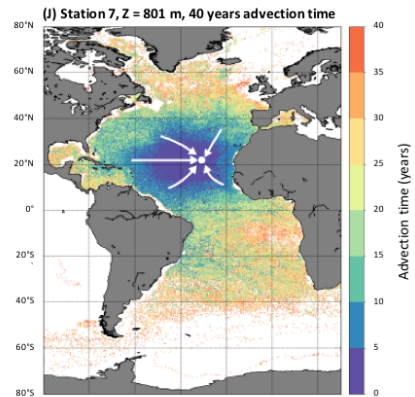 (J) Station 7, Z = 801 m, 40 years advection time
80°N
60°N
40°N
20°N
0°
20°S
40°S
60°S
80°S
40
35
30
25
20
15
10
5
0
Advection time (years)